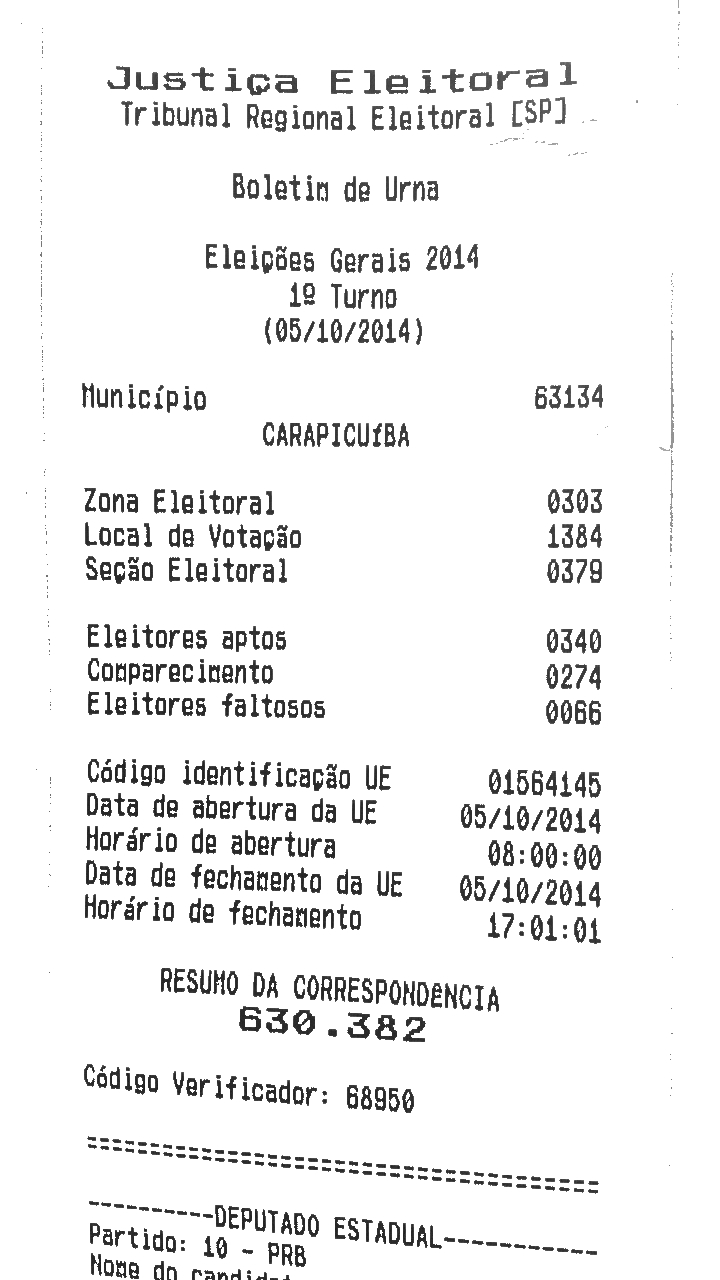 Justiça Eleitoral
Tribunal Regional Eleitoral [SP]
Boletim de Urna
Eleições Gerais 2014
1º Turno
(05/10/2014)
Município 63134
CARAPICUíBA
Zona Eleitoral 0303
Local de Votação 1384
Seção Eleitoral 0379
Eleitores aptos 0340
Comparecimento 0274
Eleitores faltosos 0066
Código identificação UE 01564145
Data de abertura da UE 05/10/2014
Horário de abertura 08:00:00
Data de fechamento da UE 05/10/2014
Horário de fechamento 17:01:01
RESUMO DA CORRESPONDêNCIA
630.382
Código Verificador: 68950
=====================================
----------DEPUTADO ESTADUAL------------
Partido: 10 - PRB
Nome do